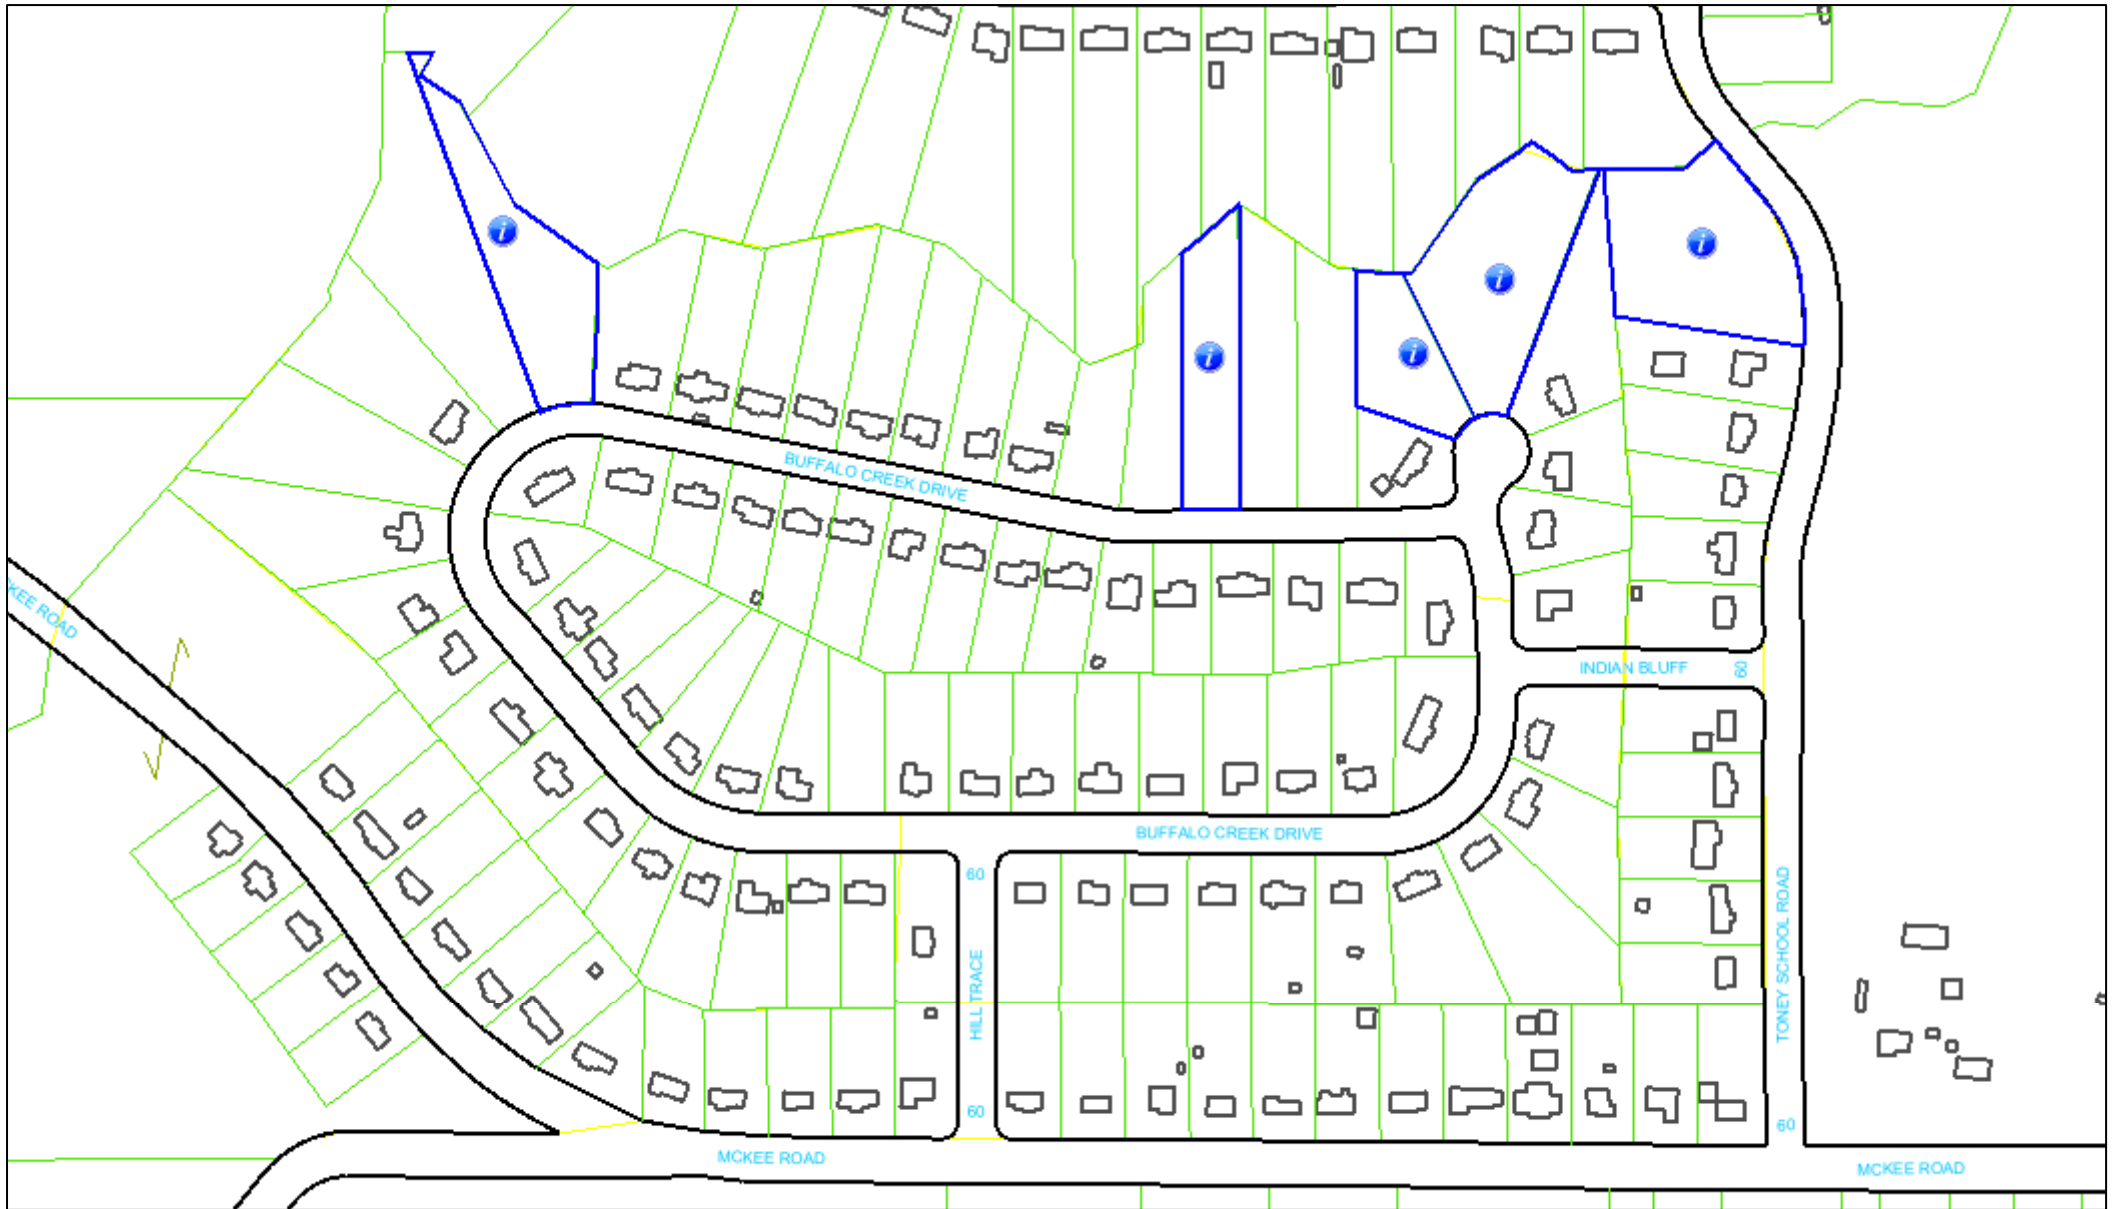 i
i
i
i
i
BUFFALO CREEK DRIVE
KEE ROAD
INDIAN BLUFF
60
BUFFALO CREEK DRIVE
60
HILL TRACE
TONEY SCHOOL ROAD
60
60
MCKEE ROAD
MCKEE ROAD